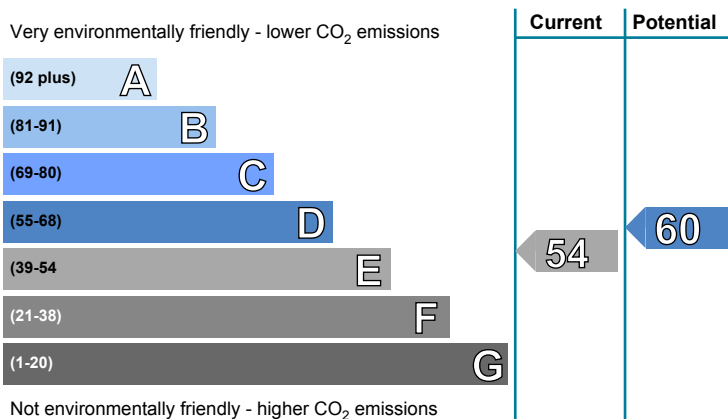 Very environmentally friendly - lower CO₂ emissions
Current
Potential
(92 plus) A
(81-91) B
(69-80) C
(55-68) D
(39-54 E
(21-38) F
(1-20) G
54
60
Not environmentally friendly - higher CO₂ emissions